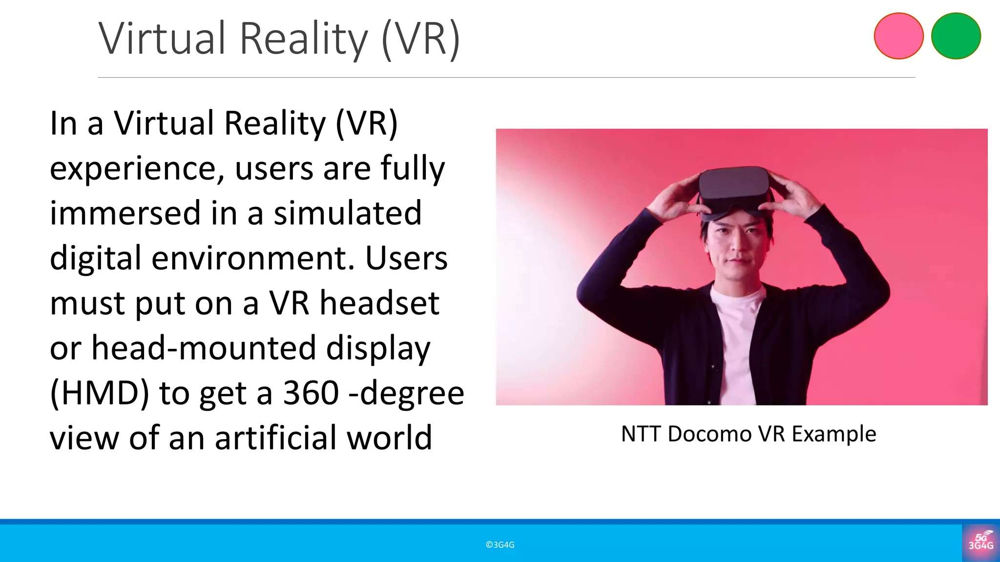 Virtual Reality (VR)
In a Virtual Reality (VR)
experience, users are fully
immersed in a simulated
digital environment. Users
must put on a VR headset
or head-mounted display
(HMD) to get a 360 -degree
view of an artificial world
NTT Docomo VR Example
©3G4G
5G
3G4G